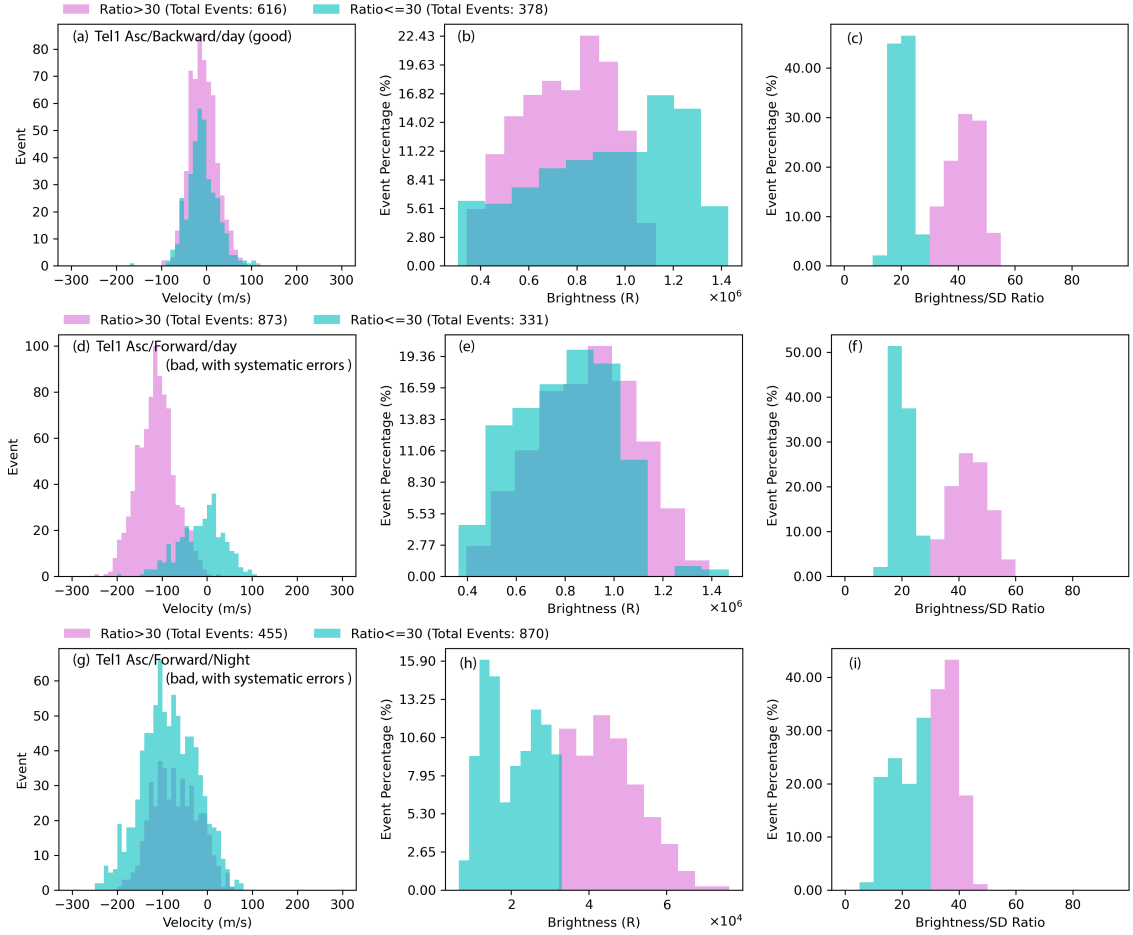 Ratio>30 (Total Events: 616) Ratio<=30 (Total Events: 378)
(a) Tel1 Asc/Backward/day (good)
80
70
60
50
40
30
20
10
0
Event
−300 −200 −100 0 100 200 300
Velocity (m/s)
(b)
22.43
19.63
16.82
14.02
11.22
8.41
5.61
2.80
0.00
Event Percentage (%)
0.4 0.6 0.8 1.0 1.2 1.4
Brightness (R)
×10⁶
(c)
40.00
30.00
20.00
10.00
0.00
Event Percentage (%)
0 20 40 60 80
Brightness/SD Ratio
Ratio>30 (Total Events: 873) Ratio<=30 (Total Events: 331)
(d) Tel1 Asc/Forward/day
(bad, with systematic errors )
100
80
60
40
20
0
Event
−300 −200 −100 0 100 200 300
Velocity (m/s)
(e)
19.36
16.59
13.83
11.06
8.30
5.53
2.77
0.00
Event Percentage (%)
0.4 0.6 0.8 1.0 1.2 1.4
Brightness (R)
×10⁶
(f)
50.00
40.00
30.00
20.00
10.00
0.00
Event Percentage (%)
0 20 40 60 80
Brightness/SD Ratio
Ratio>30 (Total Events: 455) Ratio<=30 (Total Events: 870)
(g) Tel1 Asc/Forward/Night
(bad, with systematic errors )
60
50
40
30
20
10
0
Event
−300 −200 −100 0 100 200 300
Velocity (m/s)
(h)
15.90
13.25
10.60
7.95
5.30
2.65
0.00
Event Percentage (%)
2 4 6
Brightness (R)
×10⁴
(i)
40.00
30.00
20.00
10.00
0.00
Event Percentage (%)
0 20 40 60 80
Brightness/SD Ratio